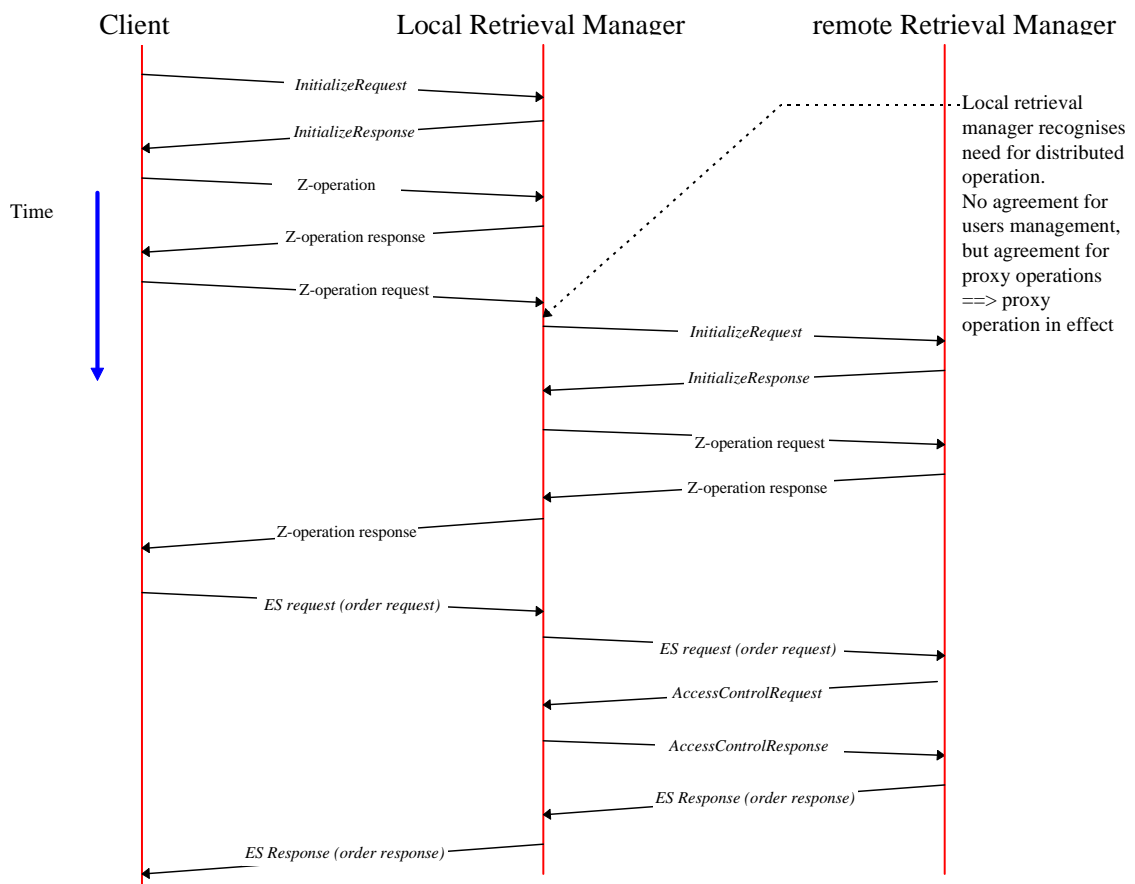 Client
Local Retrieval Manager
remote Retrieval Manager
InitializeRequest
InitializeResponse
Z-operation
Time
Z-operation response
Z-operation request
Local retrieval
manager recognises
need for distributed
operation.
No agreement for
users management,
but agreement for
proxy operations
==> proxy
operation in effect
InitializeRequest
InitializeResponse
Z-operation request
Z-operation response
Z-operation response
ES request (order request)
ES request (order request)
AccessControlRequest
AccessControlResponse
ES Response (order response)
ES Response (order response)